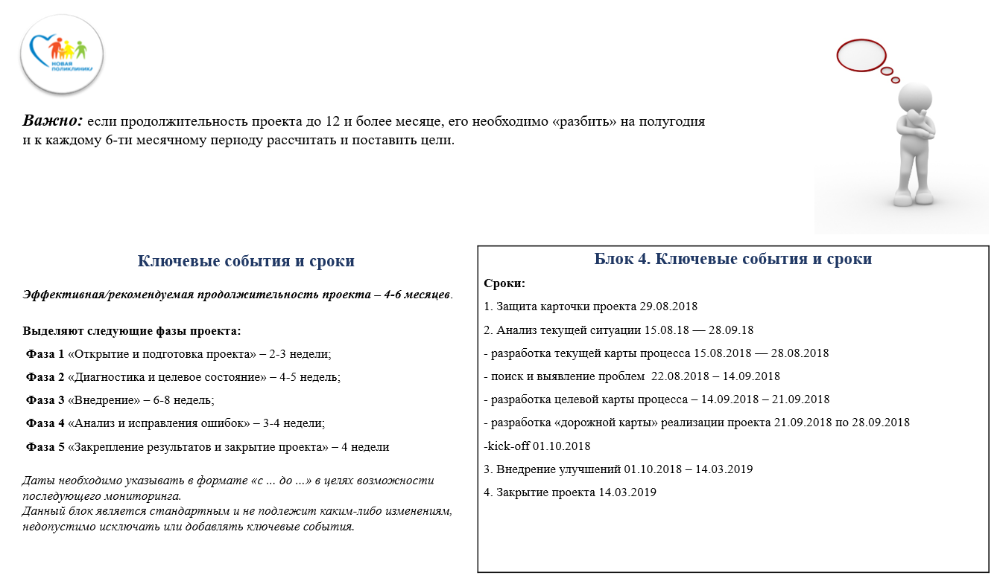 НОВАЯ
ПОЛИКЛИНИКА
Важно: если продолжительность проекта до 12 и более месяце, его необходимо «разбить» на полугодия
и к каждому 6-ти месячному периоду рассчитать и поставить цели.
Ключевые события и сроки
Эффективная/рекомендуемая продолжительность проекта – 4-6 месяцев.
Выделяют следующие фазы проекта:
Фаза 1 «Открытие и подготовка проекта» – 2-3 недели;
Фаза 2 «Диагностика и целевое состояние» – 4-5 недель;
Фаза 3 «Внедрение» – 6-8 недель;
Фаза 4 «Анализ и исправления ошибок» – 3-4 недели;
Фаза 5 «Закрепление результатов и закрытие проекта» – 4 недели
Даты необходимо указывать в формате «с ... до ...» в целях возможности
последующего мониторинга.
Данный блок является стандартным и не подлежит каким-либо изменениям,
недопустимо исключать или добавлять ключевые события.
Блок 4. Ключевые события и сроки
Сроки:
1. Защита карточки проекта 29.08.2018
2. Анализ текущей ситуации 15.08.18 — 28.09.18
- разработка текущей карты процесса 15.08.2018 — 28.08.2018
- поиск и выявление проблем 22.08.2018 – 14.09.2018
- разработка целевой карты процесса – 14.09.2018 – 21.09.2018
- разработка «дорожной карты» реализации проекта 21.09.2018 по 28.09.2018
-kick-off 01.10.2018
3. Внедрение улучшений 01.10.2018 – 14.03.2019
4. Закрытие проекта 14.03.2019